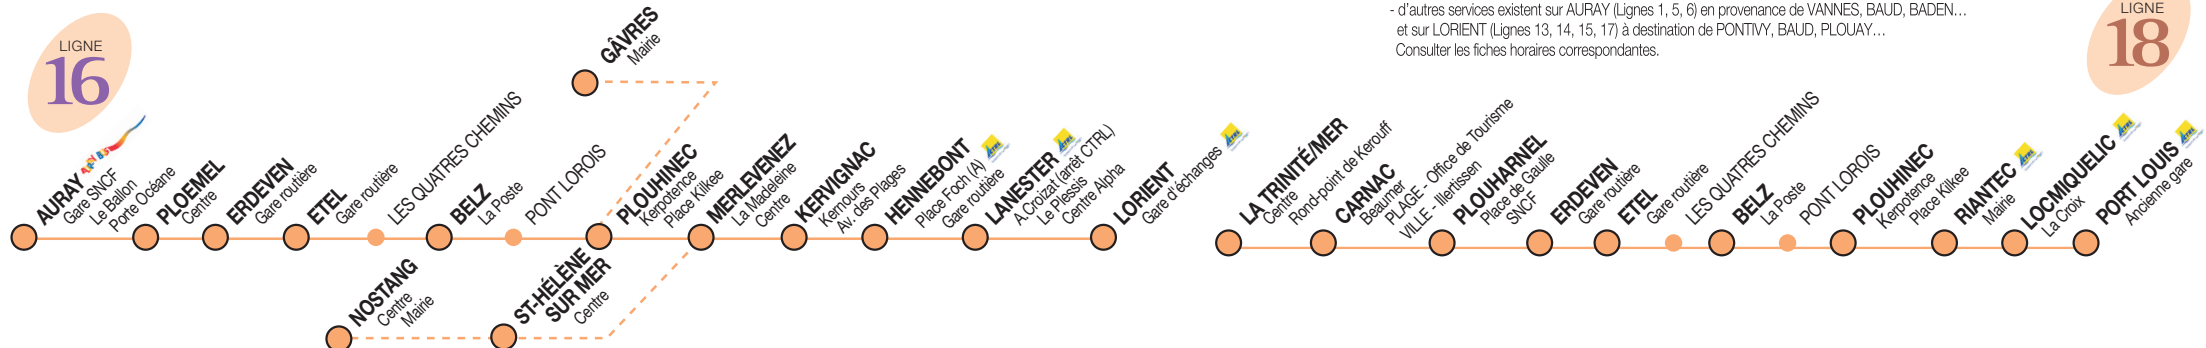 - d'autres services existent sur AURAY (Lignes 1, 5, 6) en provenance de VANNES, BAUD, BADEN…
et sur LORIENT (Lignes 13, 14, 15, 17) à destination de PONTIVY, BAUD, PLOUAY…
Consulter les fiches horaires correspondantes.
LIGNE
16
AURAY
Gare SNCF
Le Ballon
Porte Océane
PLOEMEL
Centre
ERDEVEN
Gare routière
ETEL
Gare routière
LES QUATRES CHEMINS
BELZ
La Poste
PONT LOROIS
GÂVRES
Mairie
PLOUHINEC
Kerpotence
Place Kilkee
NOSTANG
Centre
Mairie
ST-HÉLÈNE
SUR MER
Centre
MERLEVENEZ
La Madeleine
Centre
KERVIGNAC
Kernours
Av. des Plages
HENNEBONT
Place Foch (A)
Gare routière
LANESTER
A.Croizat (arrêt CTRL)
Le Plessis
Centre Alpha
LORIENT
Gare d'échanges
LIGNE
18
LA TRINITÉ/MER
Centre
Rond-point de Kerouff
CARNAC
Beaumer
PLAGE - Office de Tourisme
VILLE - Illertissen
PLOUHARNEL
Place de Gaulle
SNCF
ERDEVEN
Gare routière
ETEL
Gare routière
LES QUATRES CHEMINS
BELZ
La Poste
PONT LOROIS
PLOUHINEC
Kerpotence
Place Kilkee
RIANTEC
Mairie
LOCMIQUELIC
La Croix
PORT LOUIS
Ancienne gare